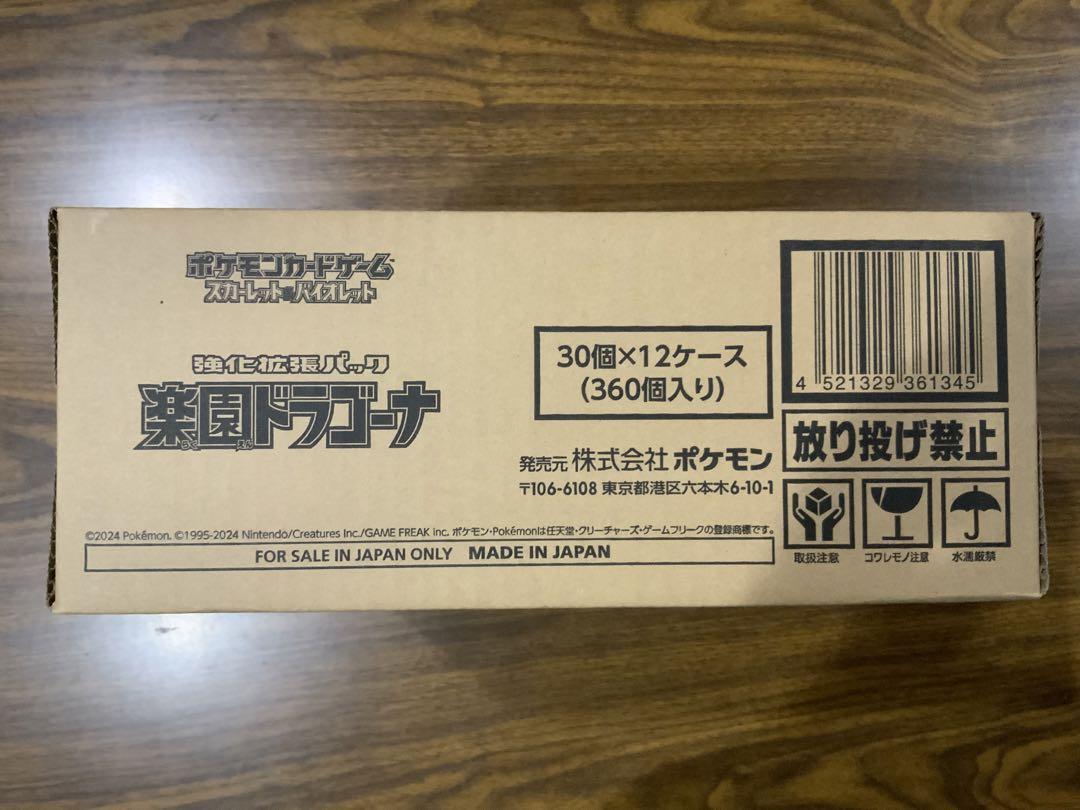 ポケモンカードゲーム
スカーレット&バイオレット
強化拡張パック
楽園ドラゴーナ
らく えん
30個×12ケース
(360個入り)
発売元 株式会社 ポケモン
〒106-6108 東京都港区六本木6-10-1
©2024 Pokémon. ©1995-2024 Nintendo/Creatures Inc./GAME FREAK inc. ポケモン・Pokémonは任天堂・クリーチャーズ・ゲームフリークの登録商標です。
FOR SALE IN JAPAN ONLY MADE IN JAPAN
4 521329 361345
放り投げ禁止
取扱注意 コワレモノ注意 水濡厳禁